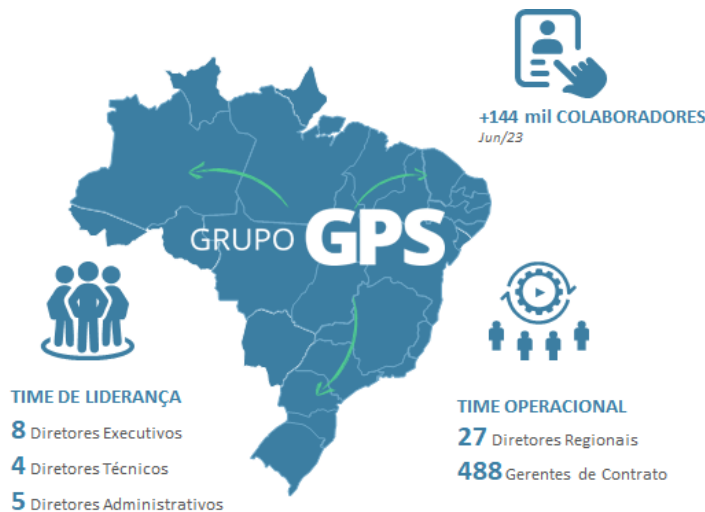 +144 mil COLABORADORES
Jun/23
GRUPO GPS
TIME DE LIDERANÇA
8 Diretores Executivos
4 Diretores Técnicos
5 Diretores Administrativos
TIME OPERACIONAL
27 Diretores Regionais
488 Gerentes de Contrato